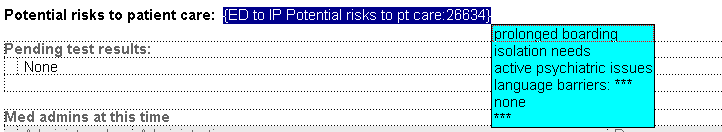 Potential risks to patient care: {ED to IP Potential risks to pt care:26634}
prolonged boarding
isolation needs
active psychiatric issues
language barriers: ***
none
***
Pending test results:
None
Med admins at this time